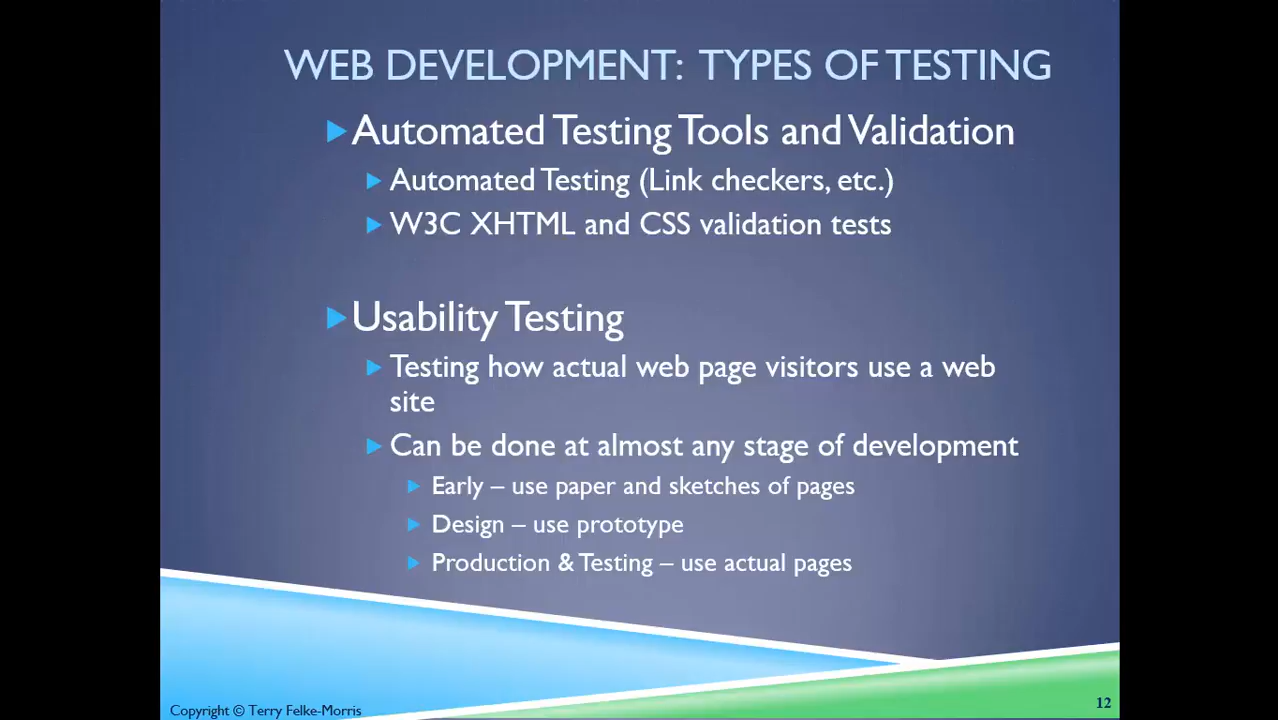 WEB DEVELOPMENT: TYPES OF TESTING
Automated Testing Tools and Validation
Automated Testing (Link checkers, etc.)
W3C XHTML and CSS validation tests
Usability Testing
Testing how actual web page visitors use a web
site
Can be done at almost any stage of development
Early – use paper and sketches of pages
Design – use prototype
Production & Testing – use actual pages
Copyright © Terry Felke-Morris
12